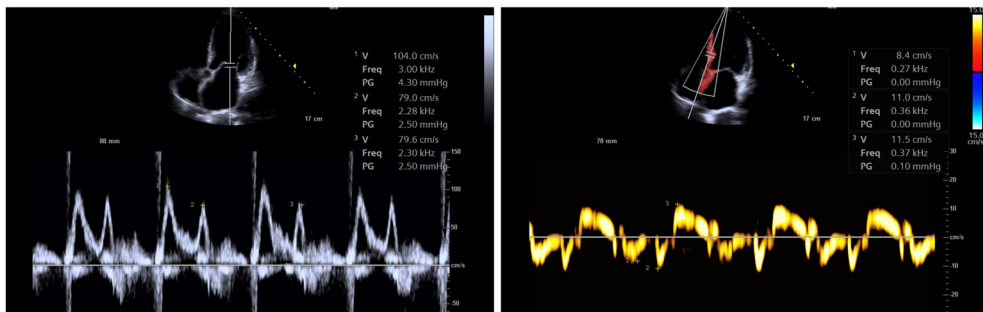 1 V 104.0 cm/s
Freq 3.00 kHz
PG 4.30 mmHg
2 V 79.0 cm/s
Freq 2.28 kHz
PG 2.50 mmHg
3 V 79.6 cm/s
Freq 2.30 kHz
PG 2.50 mmHg
17 cm
88 mm
150
100
50
cm/s
-50
1
2
3
15.0
1 V 8.4 cm/s
Freq 0.27 kHz
PG 0.00 mmHg
2 V 11.0 cm/s
Freq 0.36 kHz
PG 0.00 mmHg
3 V 11.5 cm/s
Freq 0.37 kHz
PG 0.10 mmHg
15.0
cm/s
17 cm
78 mm
30
20
10
cm/s
-10
-20
3
1
2